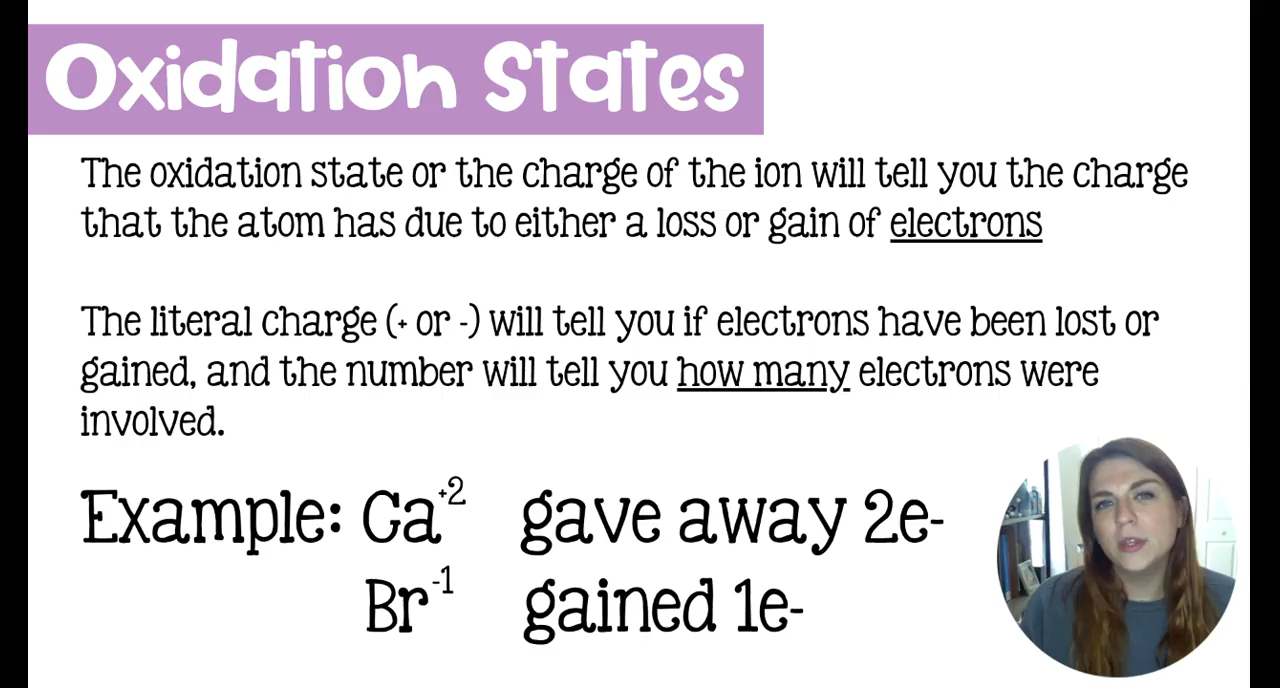 Oxidation States
The oxidation state or the charge of the ion will tell you the charge
that the atom has due to either a loss or gain of electrons
The literal charge (+ or -) will tell you if electrons have been lost or
gained, and the number will tell you how many electrons were
involved.
Example: Ca⁺² gave away 2e-
Br⁻¹ gained 1e-